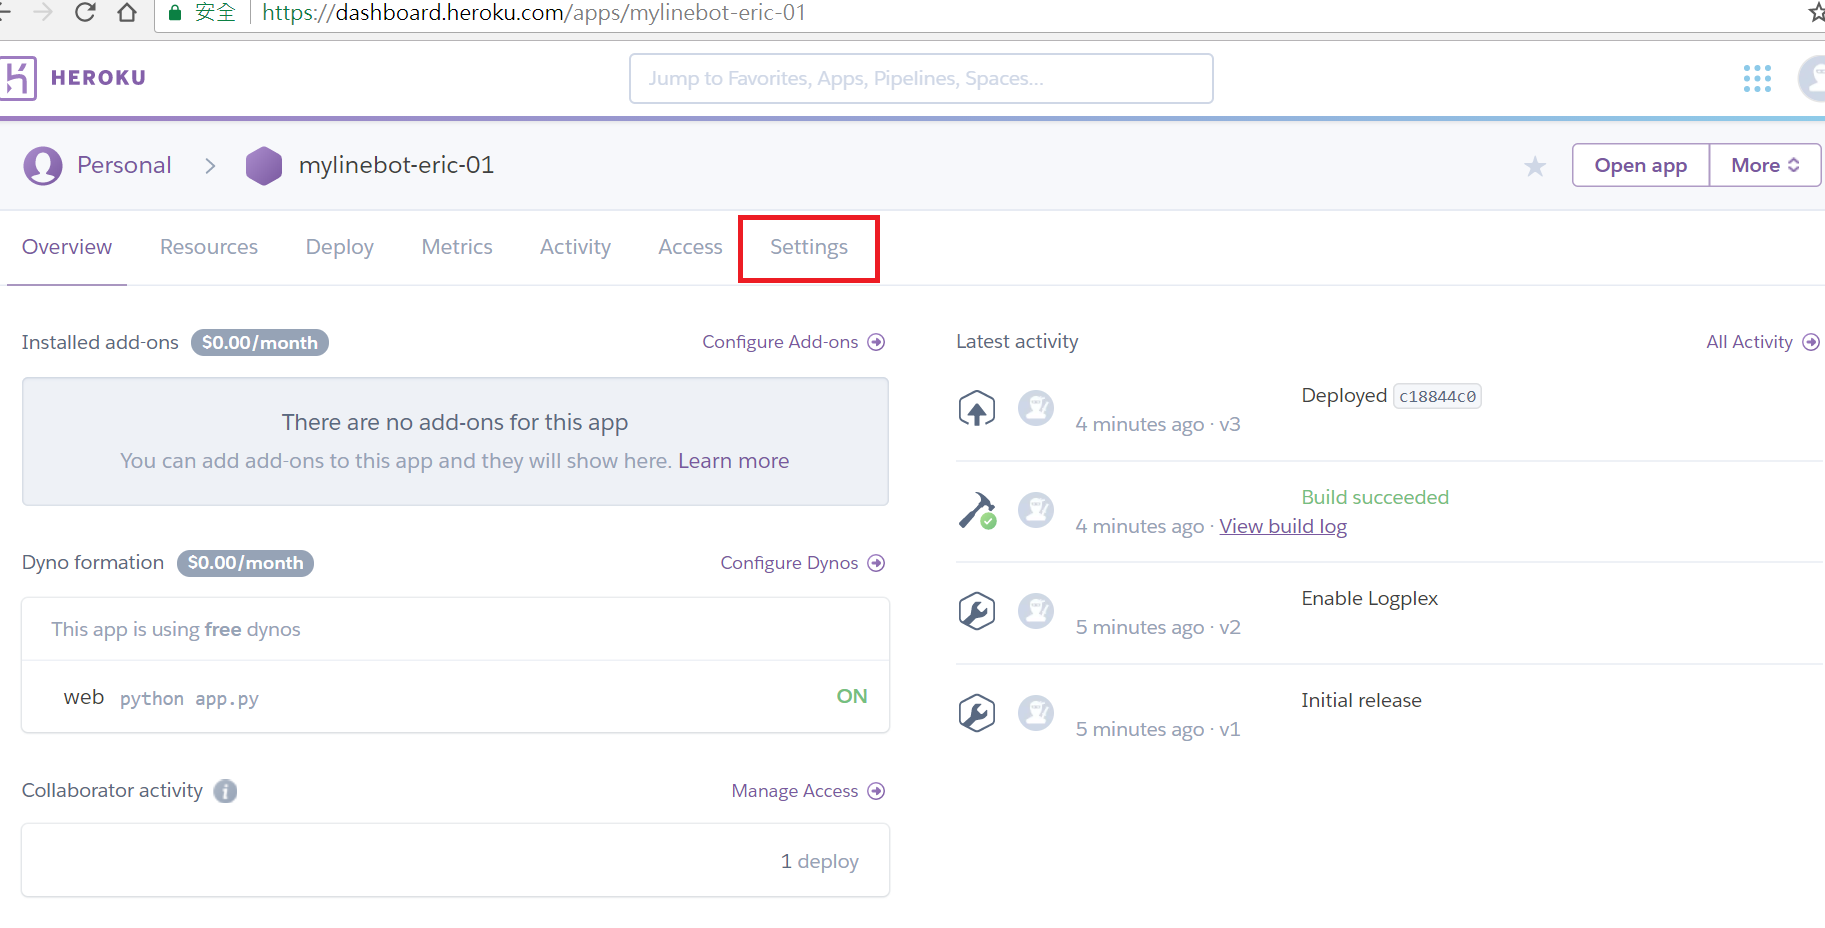 安全 https://dashboard.heroku.com/apps/mylinebot-eric-01
HEROKU
Jump to Favorites, Apps, Pipelines, Spaces...
Personal > mylinebot-eric-01
Open app More
Overview Resources Deploy Metrics Activity Access Settings
Installed add-ons $0.00/month Configure Add-ons
There are no add-ons for this app
You can add add-ons to this app and they will show here. Learn more
Dyno formation $0.00/month Configure Dynos
This app is using free dynos
web python app.py ON
Collaborator activity i Manage Access
1 deploy
Latest activity All Activity
Deployed c18844c0
4 minutes ago · v3
Build succeeded
4 minutes ago · View build log
Enable Logplex
5 minutes ago · v2
Initial release
5 minutes ago · v1